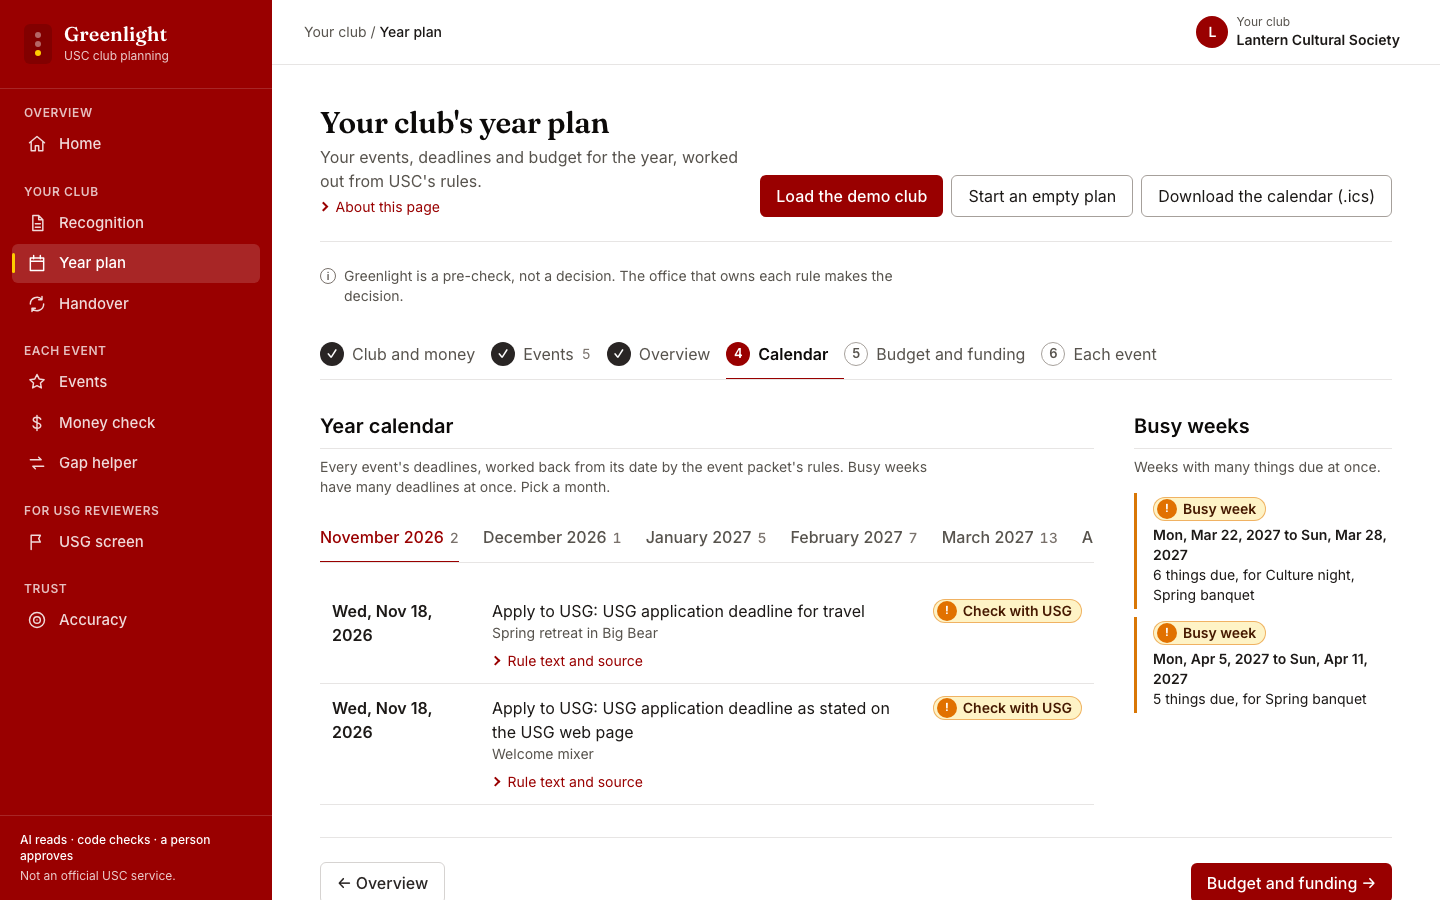 Greenlight
USC club planning
OVERVIEW
Home
YOUR CLUB
Recognition
Year plan
Handover
EACH EVENT
Events
Money check
Gap helper
FOR USG REVIEWERS
USG screen
TRUST
Accuracy
AI reads · code checks · a person
approves
Not an official USC service.
Your club / Year plan
L
Your club
Lantern Cultural Society
Your club's year plan
Your events, deadlines and budget for the year, worked
out from USC's rules.
About this page
Load the demo club
Start an empty plan
Download the calendar (.ics)
Greenlight is a pre-check, not a decision. The office that owns each rule makes the
decision.
Club and money
Events 5
Overview
4 Calendar
5 Budget and funding
6 Each event
Year calendar
Every event's deadlines, worked back from its date by the event packet's rules. Busy weeks
have many deadlines at once. Pick a month.
November 2026 2
December 2026 1
January 2027 5
February 2027 7
March 2027 13
A
Wed, Nov 18,
2026
Apply to USG: USG application deadline for travel
Spring retreat in Big Bear
Rule text and source
! Check with USG
Wed, Nov 18,
2026
Apply to USG: USG application deadline as stated on
the USG web page
Welcome mixer
Rule text and source
! Check with USG
Busy weeks
Weeks with many things due at once.
! Busy week
Mon, Mar 22, 2027 to Sun, Mar 28,
2027
6 things due, for Culture night,
Spring banquet
! Busy week
Mon, Apr 5, 2027 to Sun, Apr 11,
2027
5 things due, for Spring banquet
← Overview
Budget and funding →